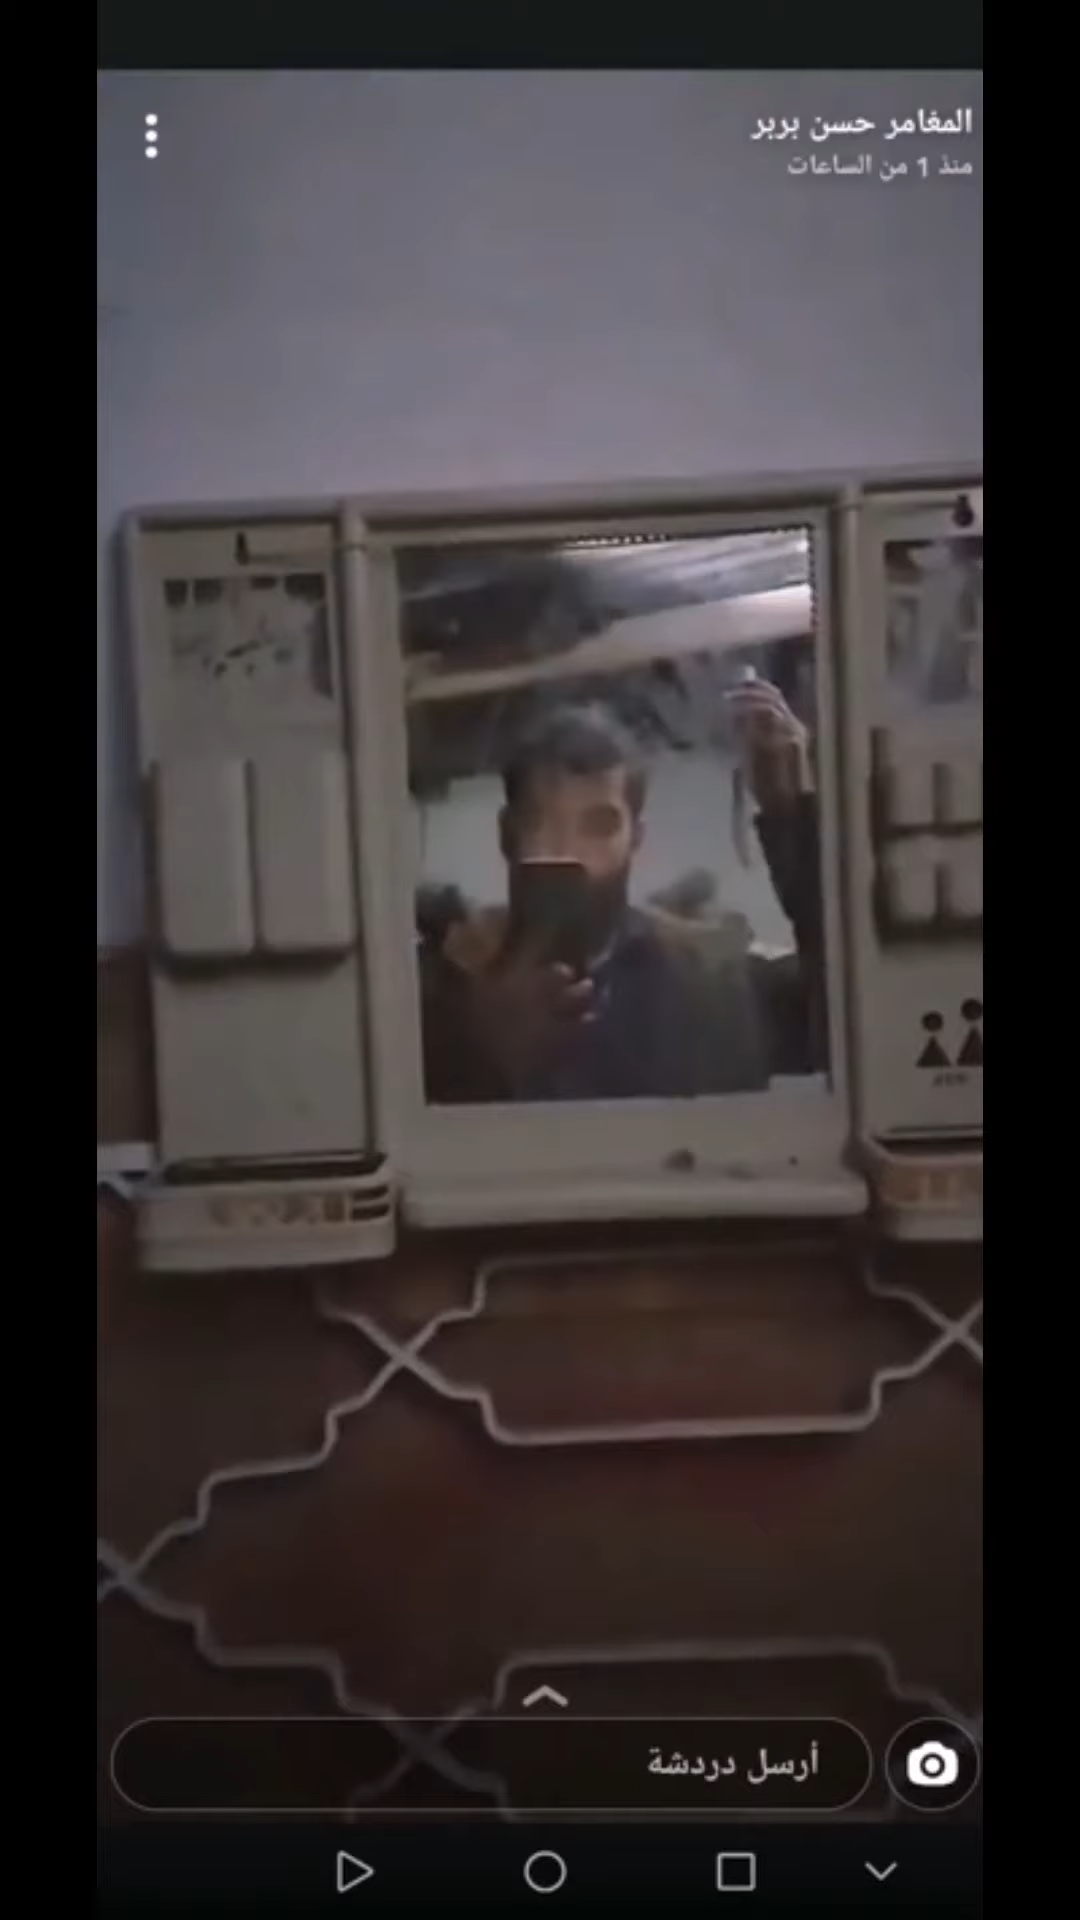 المغامر حسن بربر
منذ 1 من الساعات
أرسل دردشة